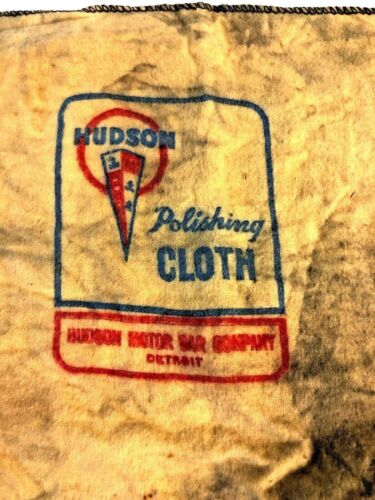 HUDSON
Polishing
CLOTH
HUDSON MOTOR CAR COMPANY
DETROIT